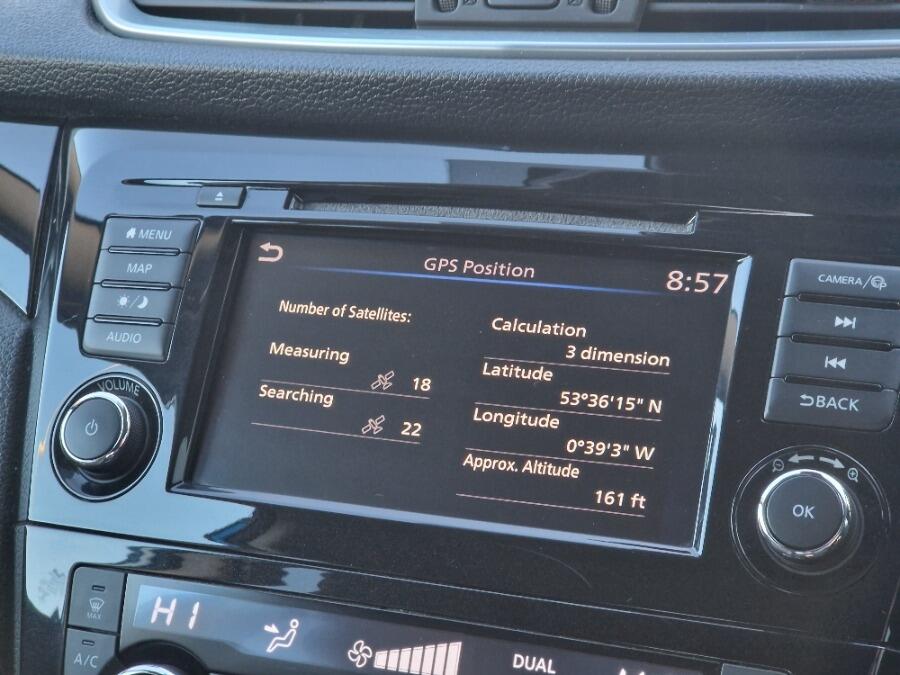 GPS Position
8:57
Number of Satellites:
Measuring
18
Searching
22
Calculation
3 dimension
Latitude
53°36'15" N
Longitude
0°39'3" W
Approx. Altitude
161 ft
MENU
MAP
AUDIO
VOLUME
CAMERA/
BACK
OK
MAX
A/C
HI
DUAL